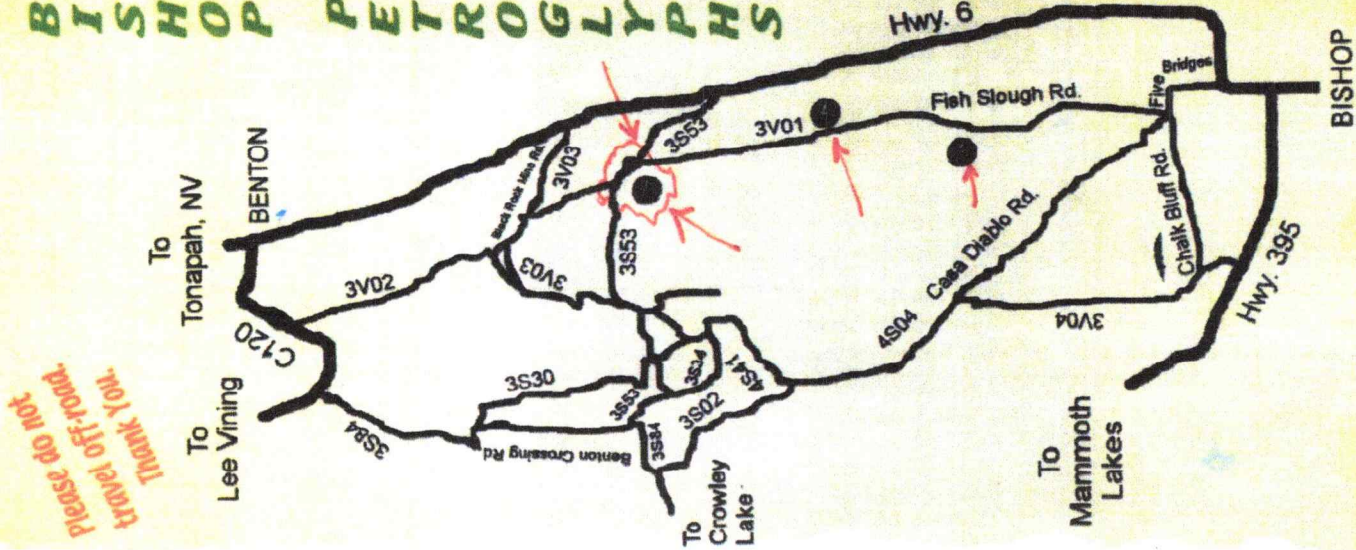 BISHOP PETROGLYPHS
Please do not
travel off-road.
Thank You.
To
Tonapah, NV
BENTON
To
Lee Vining
C120
3V02
3S84
Black Rock Mine Rd.
3V03
3V03
3S53
3S53
3V01
Hwy. 6
Fish Slough Rd.
Five
Bridges
3S30
3S53
3S34
4S41
3S02
3S84
Benton Crossing Rd
To
Crowley
Lake
4S04
Casa Diablo Rd.
Chalk Bluff Rd.
3V04
Hwy. 395
To
Mammoth
Lakes
BISHOP